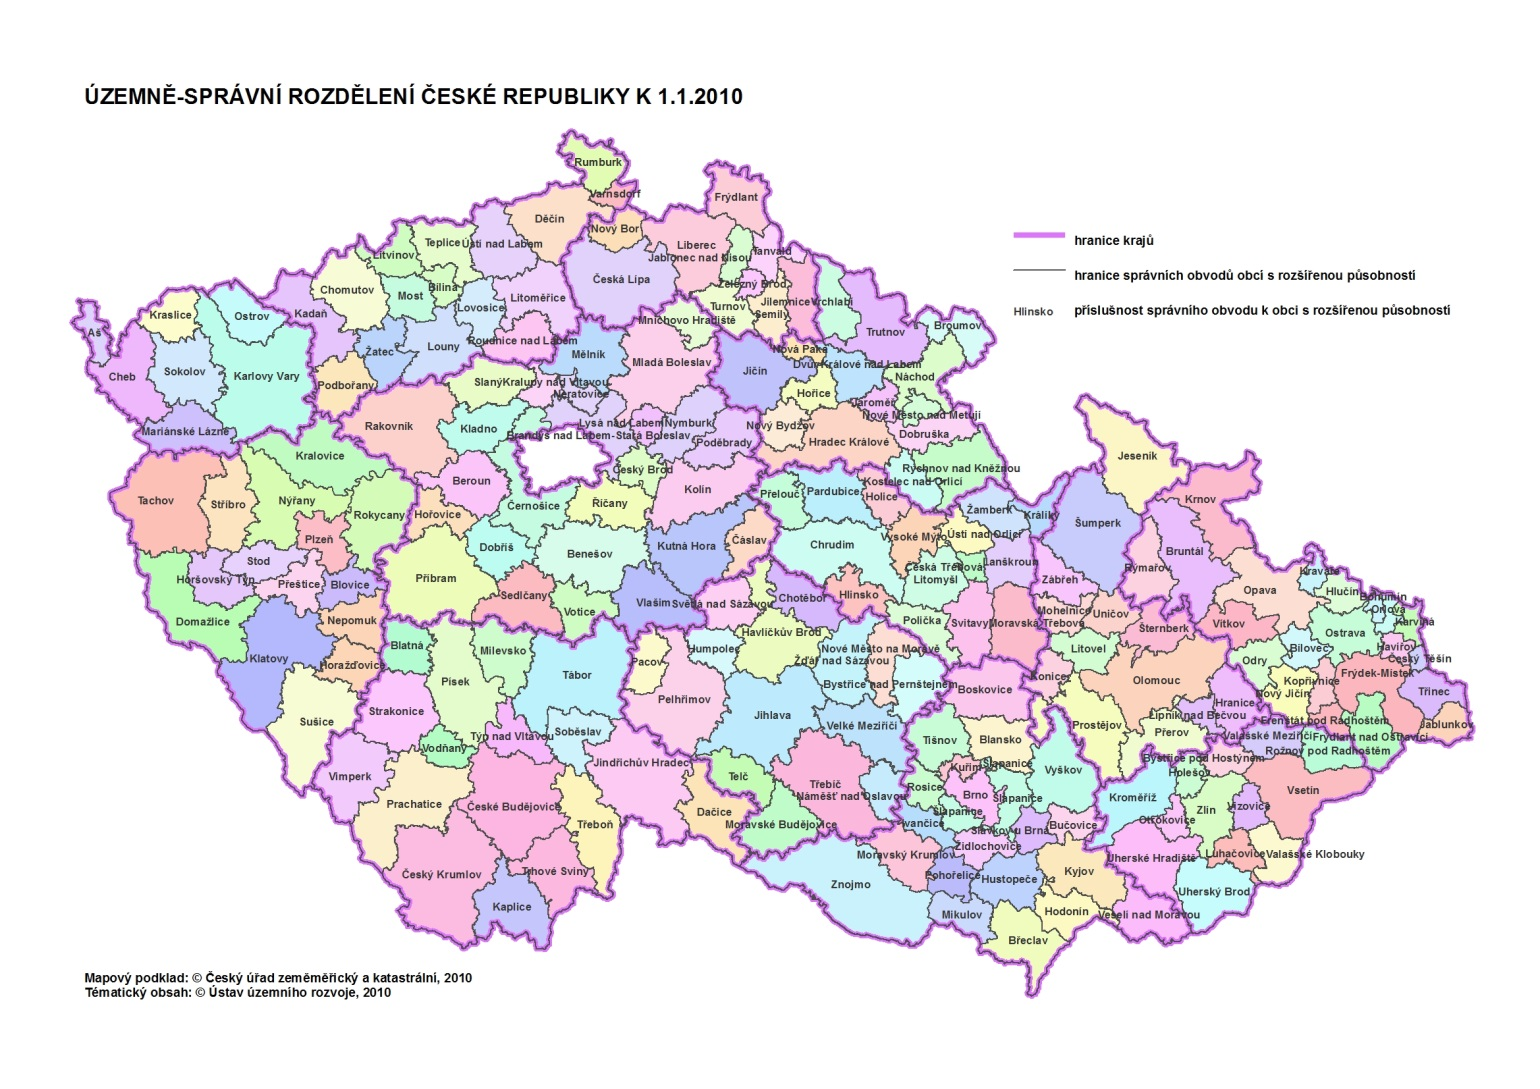 ÚZEMNĚ-SPRÁVNÍ ROZDĚLENÍ ČESKÉ REPUBLIKY K 1.1.2010
hranice krajů
hranice správních obvodů obcí s rozšířenou působností
Hlinsko
příslušnost správního obvodu k obci s rozšířenou působností
Rumburk
Varnsdorf
Frýdlant
Děčín
Nový Bor
Liberec
Jablonec nad Nisou
Tanvald
Teplice
Ústí nad Labem
Litvínov
Česká Lípa
Železný Brod
Chomutov
Most
Bílina
Litoměřice
Lovosice
Turnov
Jilemnice
Vrchlabí
Semily
Kraslice
Ostrov
Kadaň
Mnichovo Hradiště
Trutnov
Broumov
Aš
Žatec
Louny
Roudnice nad Labem
Mělník
Mladá Boleslav
Nová Paka
Jičín
Dvůr Králové nad Labem
Náchod
Cheb
Sokolov
Karlovy Vary
Podbořany
Slaný
Kralupy nad Vltavou
Neratovice
Hořice
Jaroměř
Nové Město nad Metují
Mariánské Lázně
Rakovník
Kladno
Lysá nad Labem
Nymburk
Brandýs nad Labem-Stará Boleslav
Poděbrady
Nový Bydžov
Hradec Králové
Dobruška
Kralovice
Český Brod
Rychnov nad Kněžnou
Kostelec nad Orlicí
Jeseník
Beroun
Kolín
Přelouč
Pardubice
Holice
Tachov
Stříbro
Nýřany
Rokycany
Hořovice
Černošice
Říčany
Žamberk
Králíky
Šumperk
Krnov
Plzeň
Dobříš
Benešov
Kutná Hora
Čáslav
Chrudim
Vysoké Mýto
Ústí nad Orlicí
Bruntál
Stod
Horšovský Týn
Přeštice
Blovice
Příbram
Česká Třebová
Lanškroun
Litomyšl
Rýmařov
Zábřeh
Kravaře
Opava
Hlučín
Bohumín
Sedlčany
Votice
Vlašim
Světlá nad Sázavou
Chotěboř
Hlinsko
Orlová
Karviná
Domažlice
Nepomuk
Polička
Svitavy
Moravská Třebová
Mohelnice
Uničov
Šternberk
Vítkov
Ostrava
Klatovy
Blatná
Milevsko
Havlíčkův Brod
Humpolec
Nové Město na Moravě
Žďár nad Sázavou
Litovel
Bílovec
Havířov
Český Těšín
Horažďovice
Pacov
Konice
Odry
Písek
Tábor
Bystřice nad Pernštejnem
Boskovice
Olomouc
Kopřivnice
Nový Jičín
Frýdek-Místek
Třinec
Sušice
Strakonice
Pelhřimov
Jihlava
Velké Meziříčí
Prostějov
Lipník nad Bečvou
Hranice
Frenštát pod Radhoštěm
Jablunkov
Vodňany
Týn nad Vltavou
Soběslav
Tišnov
Blansko
Přerov
Valašské Meziříčí
Frýdlant nad Ostravicí
Rožnov pod Radhoštěm
Vimperk
Jindřichův Hradec
Telč
Třebíč
Náměšť nad Oslavou
Rosice
Kuřim
Šlapanice
Vyškov
Bystřice pod Hostýnem
Holešov
Vsetín
Prachatice
České Budějovice
Třeboň
Dačice
Moravské Budějovice
Brno
Šlapanice
Šlapanice
Ivančice
Slavkov u Brna
Bučovice
Kroměříž
Otrokovice
Zlín
Vizovice
Český Krumlov
Trhové Sviny
Kaplice
Znojmo
Moravský Krumlov
Židlochovice
Pohořelice
Hustopeče
Kyjov
Uherské Hradiště
Luhačovice
Valašské Klobouky
Uherský Brod
Mikulov
Břeclav
Hodonín
Veselí nad Moravou
Mapový podklad: © Český úřad zeměměřický a katastrální, 2010
Tématický obsah: © Ústav územního rozvoje, 2010